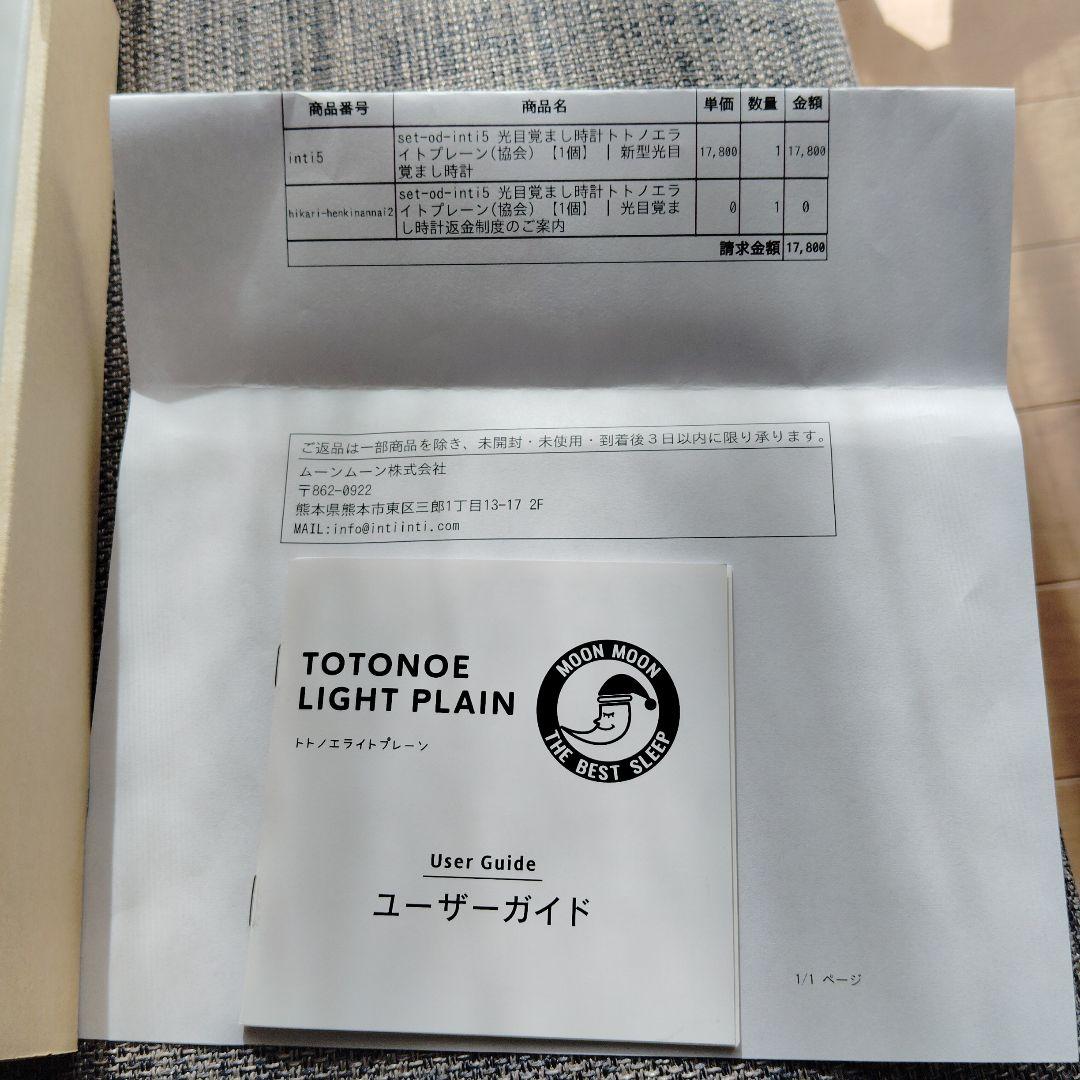 商品番号 商品名 単価 数量 金額
inti5 set-od-inti5 光目覚まし時計トトノエラ 17,800 1 17,800
イトプレーン(協会) 【1個】 | 新型光目
覚まし時計
hikari-henkinannai2 set-od-inti5 光目覚まし時計トトノエラ 0 1 0
イトプレーン(協会) 【1個】 | 光目覚ま
し時計返金制度のご案内
請求金額 17,800
ご返品は一部商品を除き、未開封・未使用・到着後3日以内に限り承ります。
ムーンムーン株式会社
〒862-0922
熊本県熊本市東区三郎1丁目13-17 2F
MAIL:info@intiinti.com
TOTONOE
LIGHT PLAIN
トトノエライトプレーン
MOON MOON
THE BEST SLEEP
User Guide
ユーザーガイド
1/1 ページ